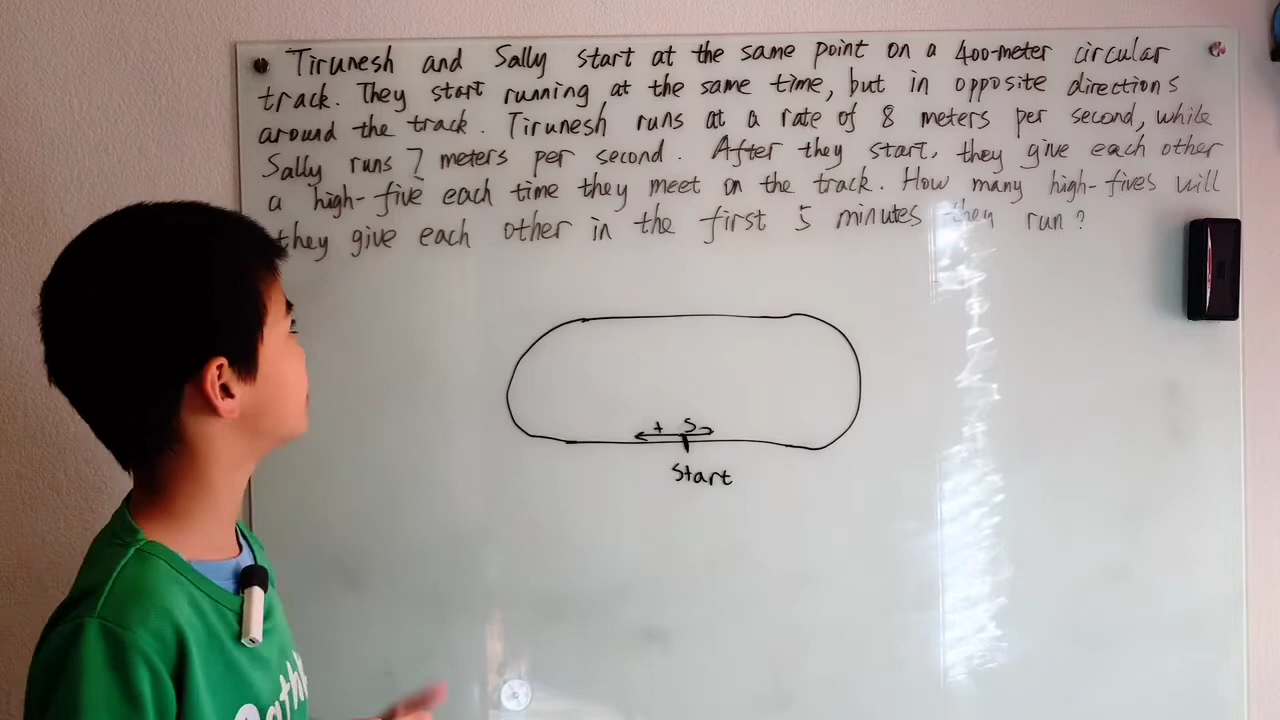 Tirunesh and Sally start at the same point on a 400-meter circular
track. They start running at the same time, but in opposite directions
around the track. Tirunesh runs at a rate of 8 meters per second, while
Sally runs 7 meters per second. After they start, they give each other
a high-five each time they meet on the track. How many high-fives will
they give each other in the first 5 minutes they run?
t S
Start